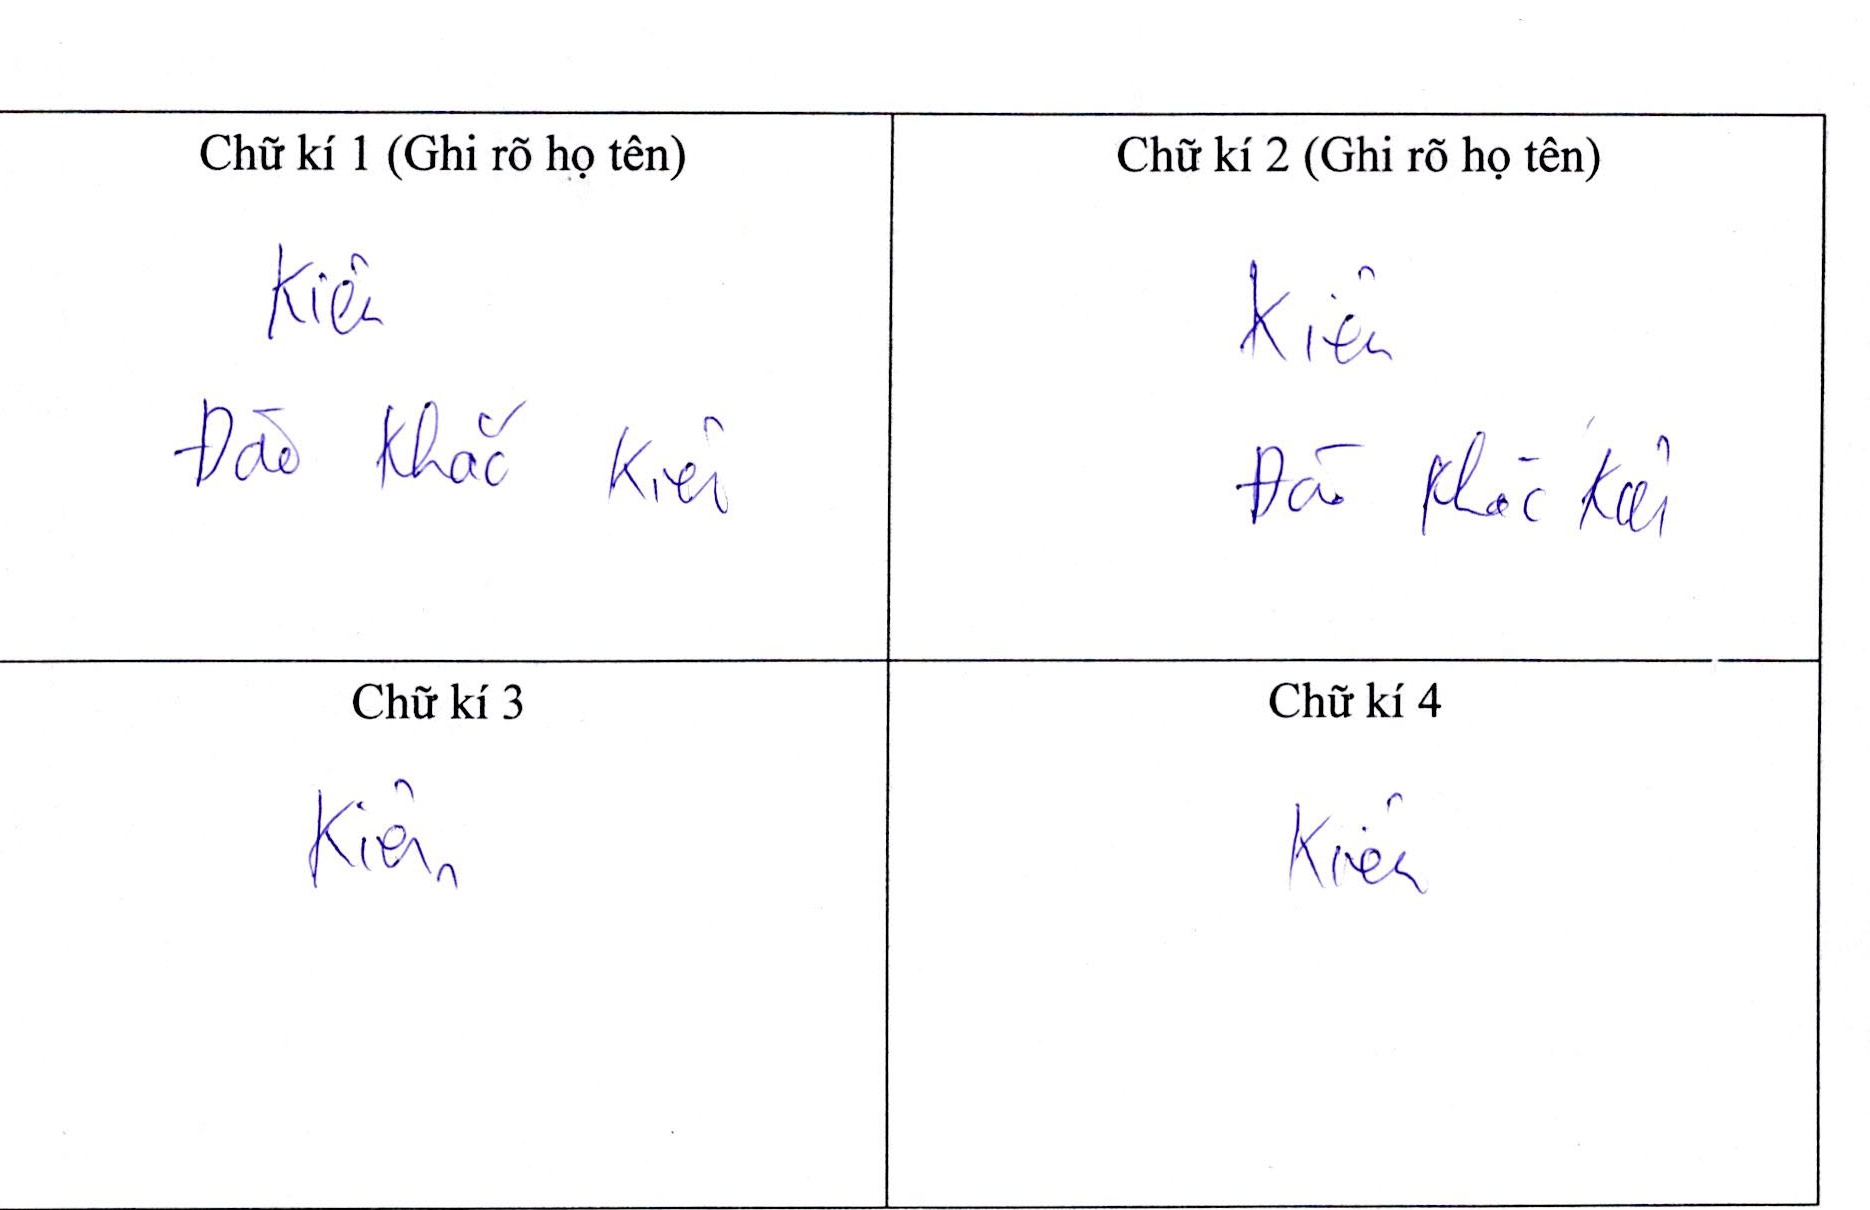 Chữ kí 1 (Ghi rõ họ tên)
Kiên
Đào Khắc Kiên
Chữ kí 2 (Ghi rõ họ tên)
Kiên
Đào Khắc Kiên
Chữ kí 3
Kiên
Chữ kí 4
Kiên